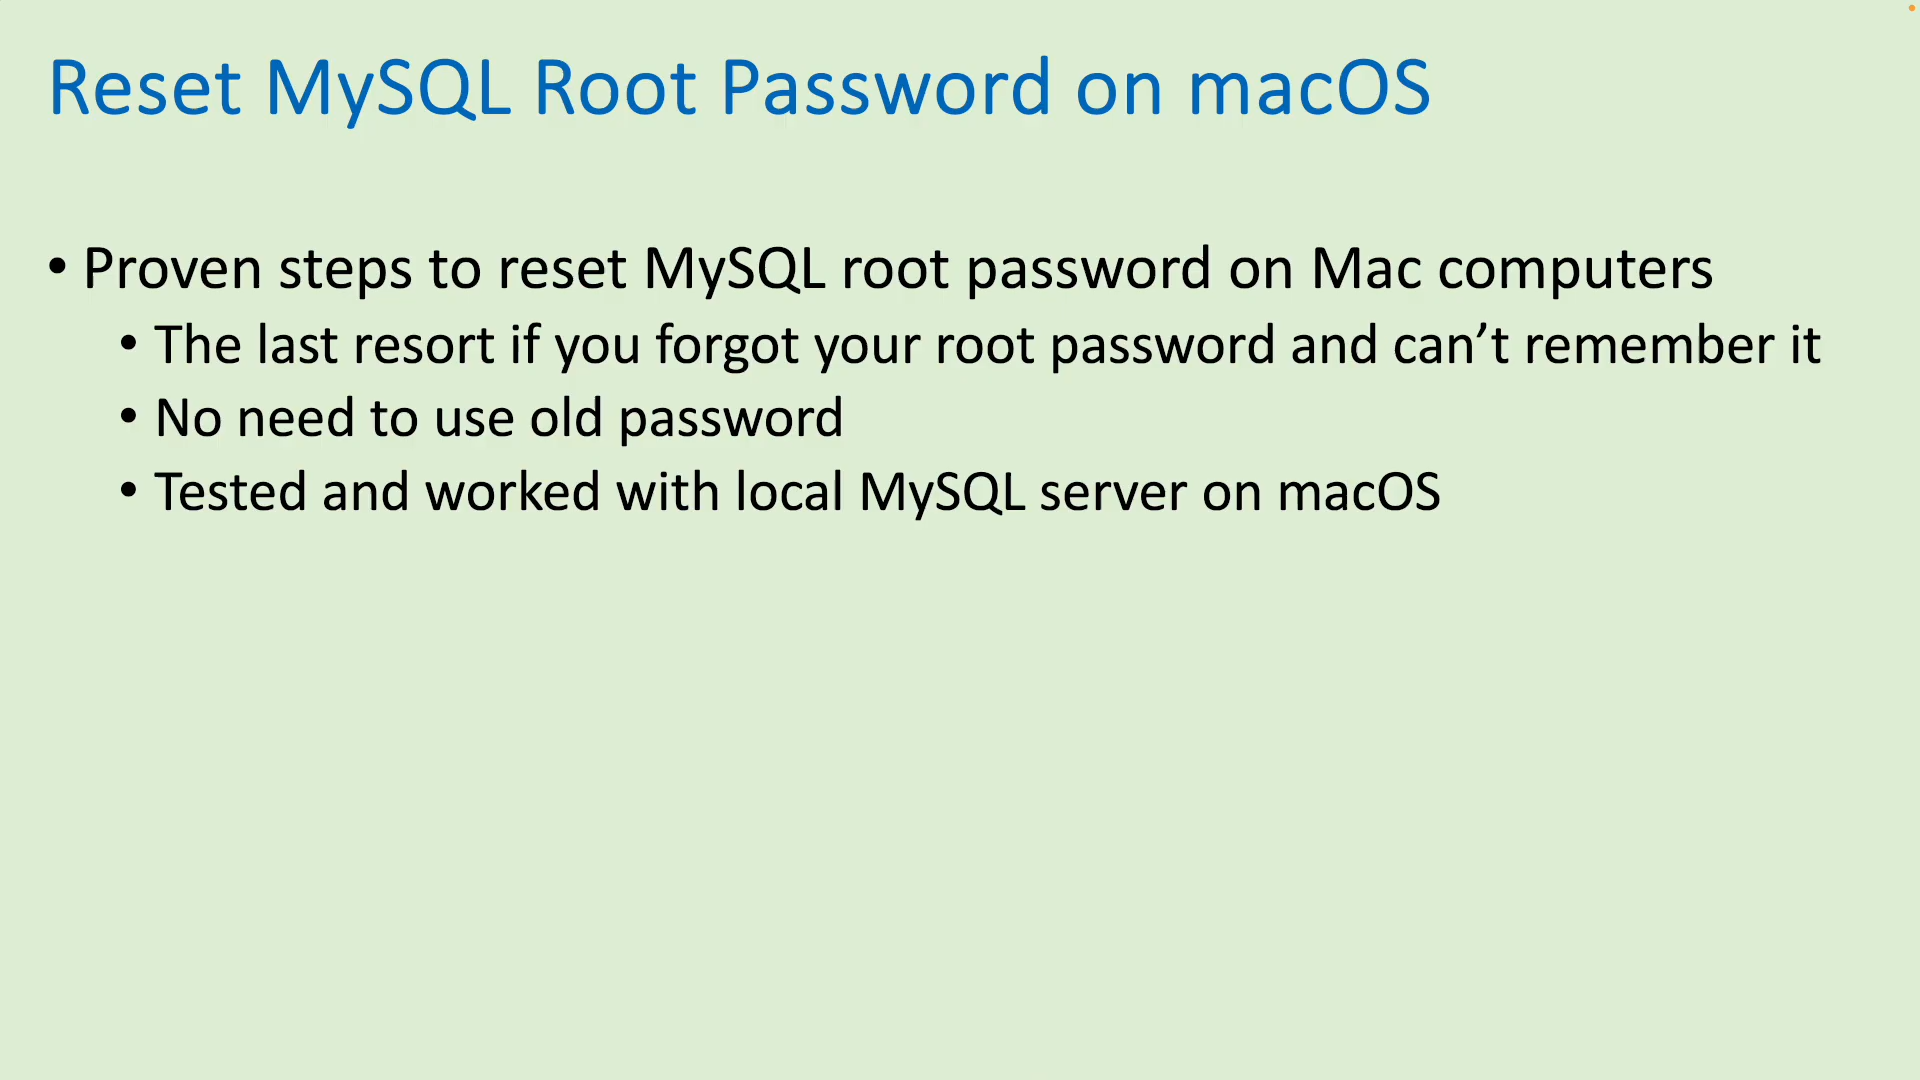 Reset MySQL Root Password on macOS
• Proven steps to reset MySQL root password on Mac computers
• The last resort if you forgot your root password and can’t remember it
• No need to use old password
• Tested and worked with local MySQL server on macOS